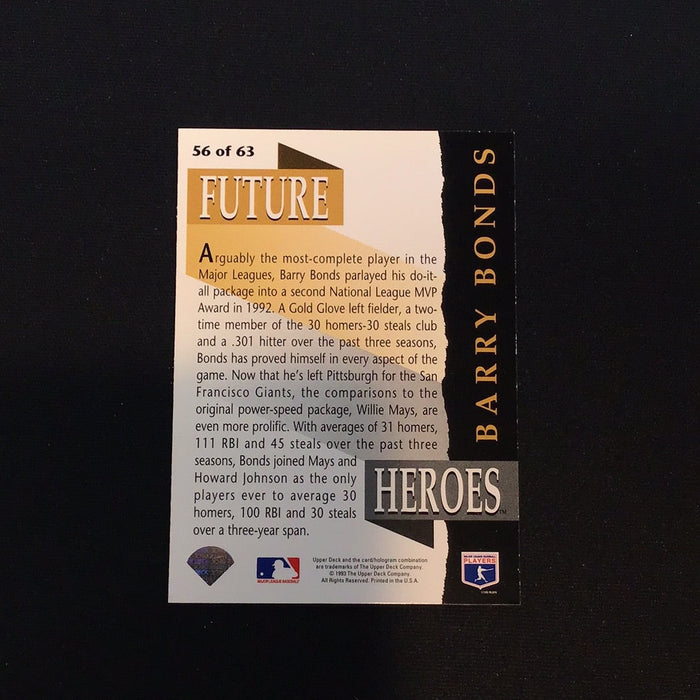 56 of 63
FUTURE
BARRY BONDS
Arguably the most-complete player in the
Major Leagues, Barry Bonds parlayed his do-it-
all package into a second National League MVP
Award in 1992. A Gold Glove left fielder, a two-
time member of the 30 homers-30 steals club
and a .301 hitter over the past three seasons,
Bonds has proved himself in every aspect of the
game. Now that he's left Pittsburgh for the San
Francisco Giants, the comparisons to the
original power-speed package, Willie Mays, are
even more prolific. With averages of 31 homers,
111 RBI and 45 steals over the past three
seasons, Bonds joined Mays and
Howard Johnson as the only
players ever to average 30
homers, 100 RBI and 30 steals
over a three-year span.
HEROES™
MAJOR LEAGUE BASEBALL
Upper Deck and the card/hologram combination
are trademarks of The Upper Deck Company.
© 1993 The Upper Deck Company.
All Rights Reserved. Printed in the U.S.A.
MAJOR LEAGUE BASEBALL
PLAYERS